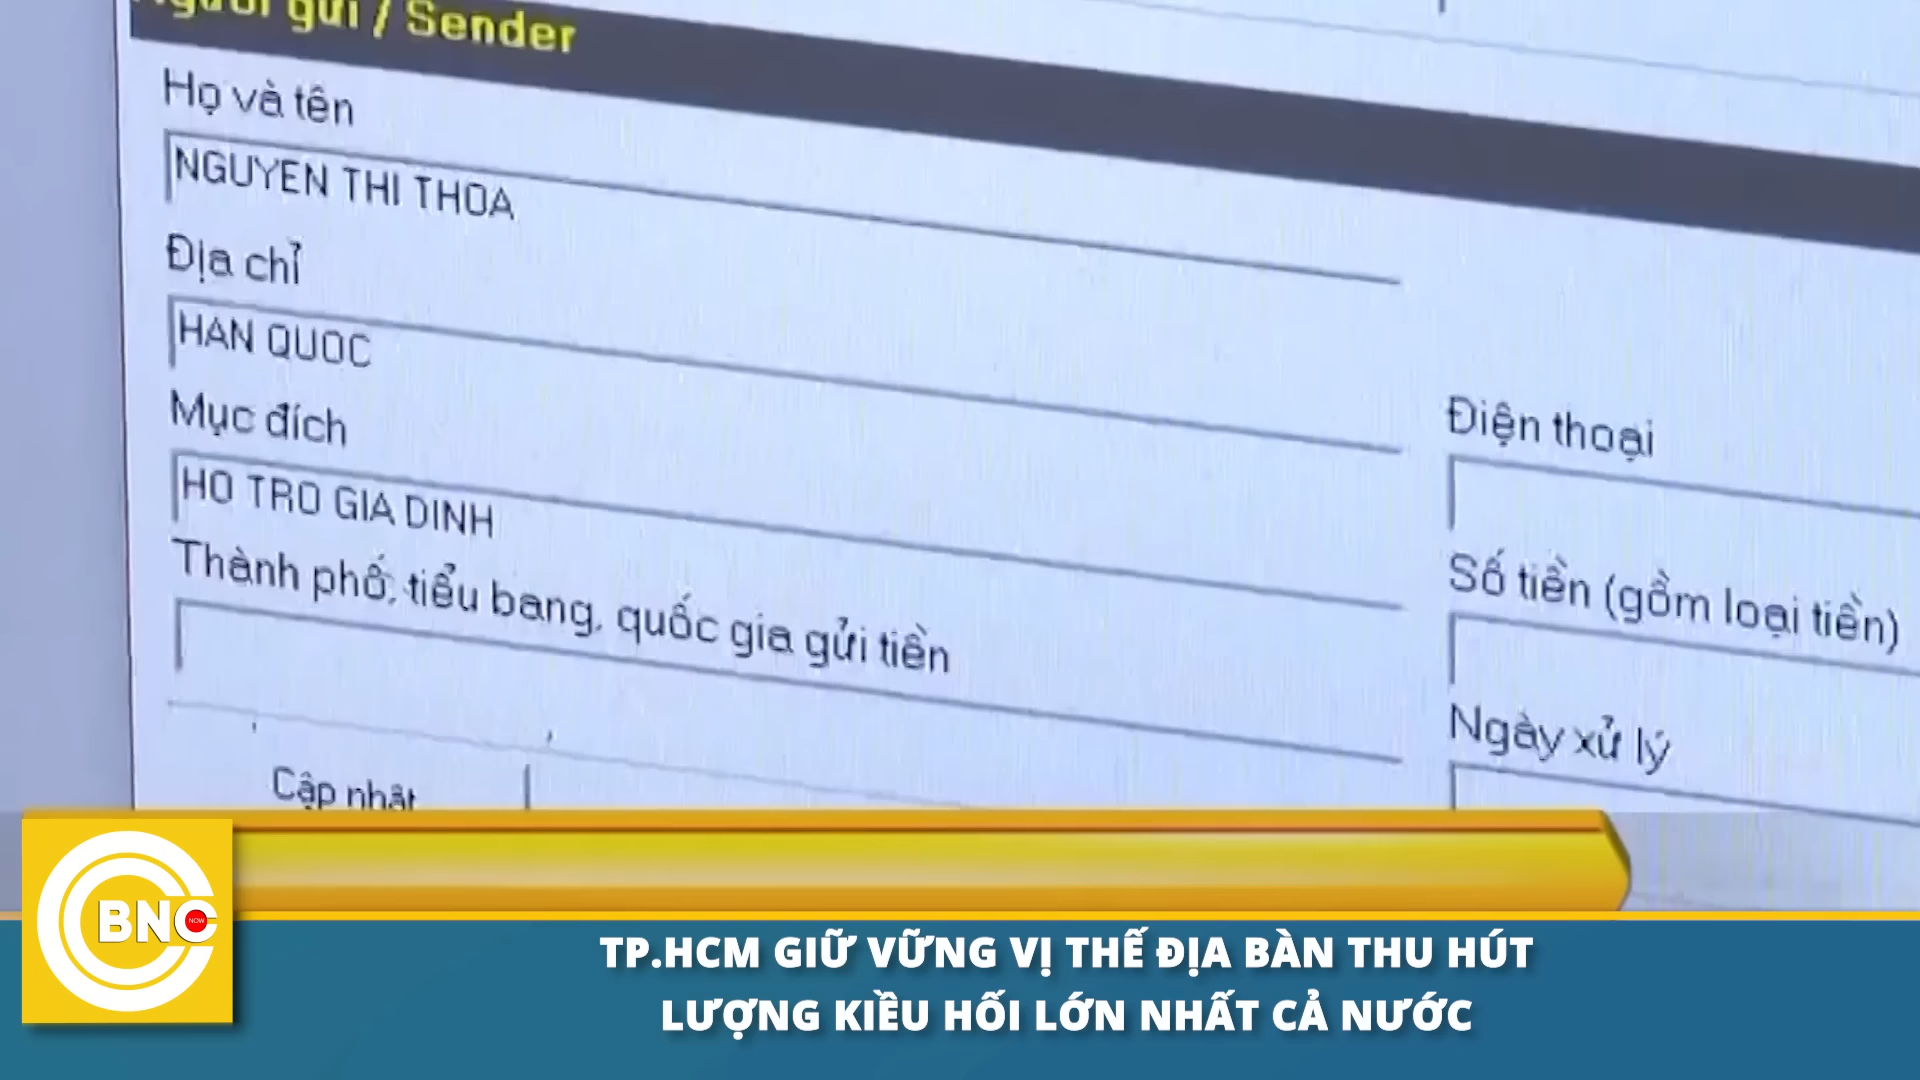 Người gửi / Sender
Họ và tên
NGUYEN THI THOA
Địa chỉ
HAN QUOC
Mục đích
HO TRO GIA DINH
Điện thoại
Thành phố, tiểu bang, quốc gia gửi tiền
Số tiền (gồm loại tiền)
Ngày xử lý
Cập nhật
BNC
NOW
TP.HCM GIỮ VỮNG VỊ THẾ ĐỊA BÀN THU HÚT
LƯỢNG KIỀU HỐI LỚN NHẤT CẢ NƯỚC